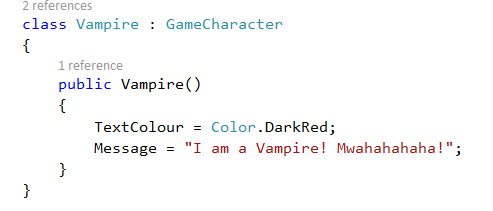 2 references
class Vampire : GameCharacter
{
1 reference
public Vampire()
{
TextColour = Color.DarkRed;
Message = "I am a Vampire! Mwahahahaha!";
}
}